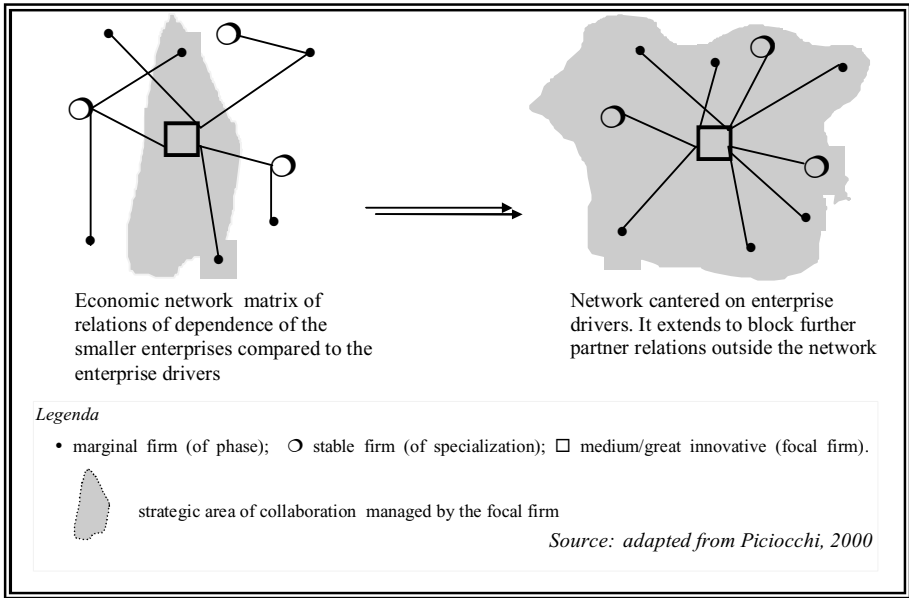 Economic network matrix of
relations of dependence of the
smaller enterprises compared to the
enterprise drivers
Network cantered on enterprise
drivers. It extends to block further
partner relations outside the network
Legenda
• marginal firm (of phase); ❍ stable firm (of specialization); □ medium/great innovative (focal firm).
strategic area of collaboration managed by the focal firm
Source: adapted from Piciocchi, 2000